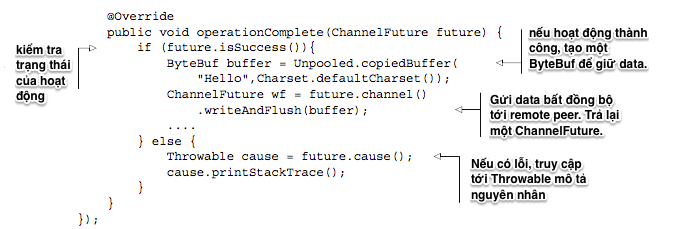 @Override
public void operationComplete(ChannelFuture future) {
if (future.isSuccess()){
ByteBuf buffer = Unpooled.copiedBuffer(
"Hello",Charset.defaultCharset());
ChannelFuture wf = future.channel()
.writeAndFlush(buffer);
....
} else {
Throwable cause = future.cause();
cause.printStackTrace();
}
}
});
kiểm tra
trạng thái
của hoạt
động
nếu hoạt động thành
công, tạo một
ByteBuf để giữ data.
Gửi data bất đồng bộ
tới remote peer. Trả lại
một ChannelFuture.
Nếu có lỗi, truy cập
tới Throwable mô tả
nguyên nhân